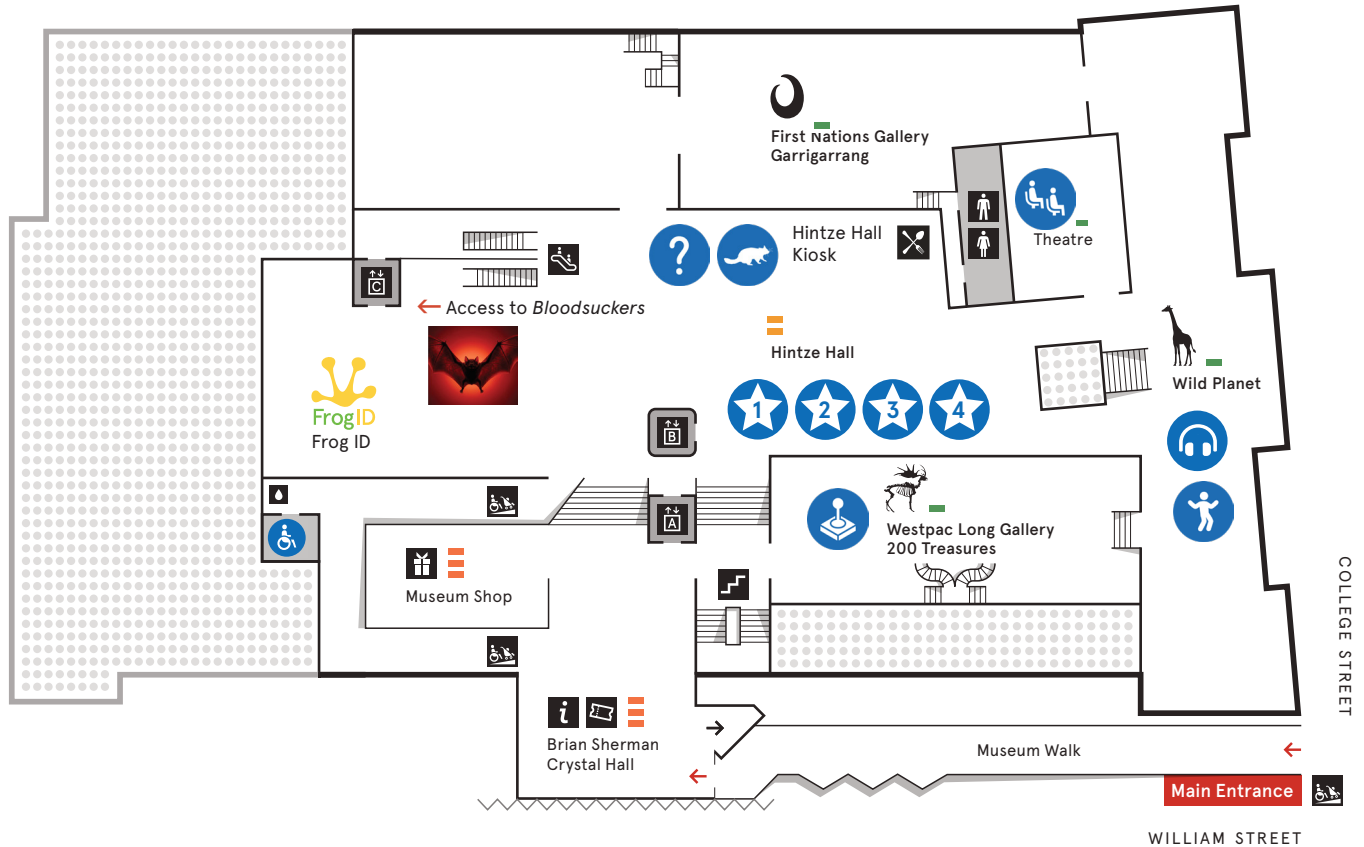 First Nations Gallery
Garrigarrang
Theatre
?
Hintze Hall
Kiosk
C
← Access to Bloodsuckers
Hintze Hall
Wild Planet
FrogID
Frog ID
1
2
3
4
B
A
Westpac Long Gallery
200 Treasures
Museum Shop
i
Brian Sherman
Crystal Hall
Museum Walk
Main Entrance
COLLEGE STREET
WILLIAM STREET